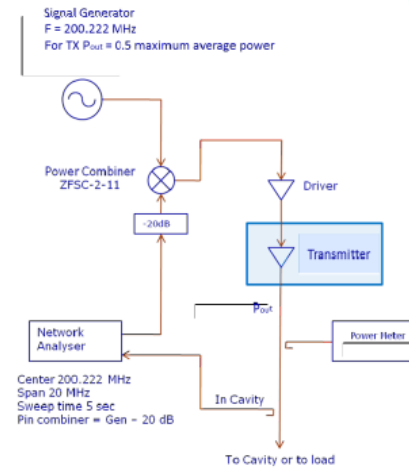 Signal Generator
F = 200.222 MHz
For TX Pout = 0.5 maximum average power
Power Combiner
ZFSC-2-11
Driver
-20dB
Transmitter
Pout
Network
Analyser
Power Meter
Center 200.222 MHz
Span 20 MHz
Sweep time 5 sec
Pin combiner = Gen – 20 dB
In Cavity
To Cavity or to load